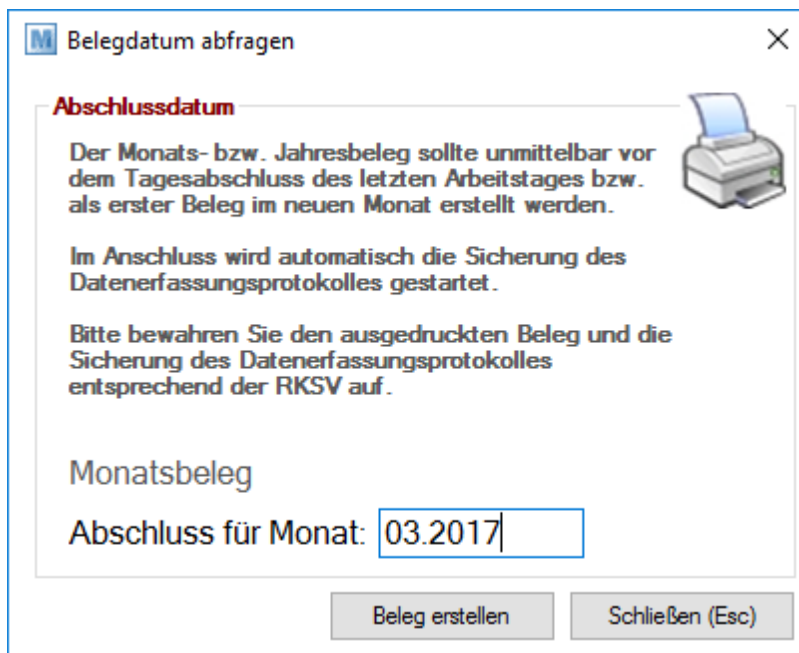 M Belegdatum abfragen
Abschlussdatum
Der Monats- bzw. Jahresbeleg sollte unmittelbar vor
dem Tagesabschluss des letzten Arbeitstages bzw.
als erster Beleg im neuen Monat erstellt werden.
Im Anschluss wird automatisch die Sicherung des
Datenerfassungsprotokolles gestartet.
Bitte bewahren Sie den ausgedruckten Beleg und die
Sicherung des Datenerfassungsprotokolles
entsprechend der RKSV auf.
Monatsbeleg
Abschluss für Monat: 03.2017
Beleg erstellen Schließen (Esc)